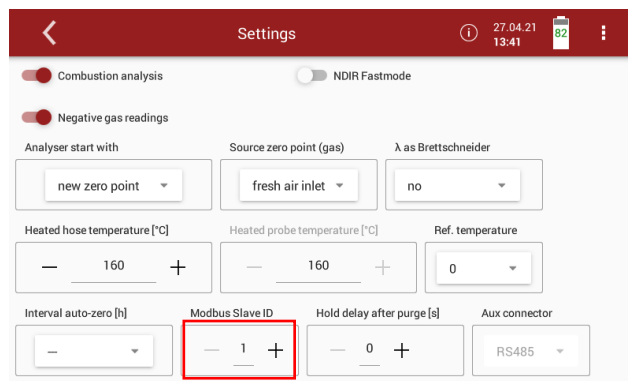 Settings
27.04.21
13:41
82
Combustion analysis
NDIR Fastmode
Negative gas readings
Analyser start with
Source zero point (gas)
λ as Brettschneider
new zero point
fresh air inlet
no
Heated hose temperature [°C]
Heated probe temperature [°C]
Ref. temperature
— 160 +
— 160 +
0
Interval auto-zero [h]
Modbus Slave ID
Hold delay after purge [s]
Aux connector
—
— 1 +
— 0 +
RS485